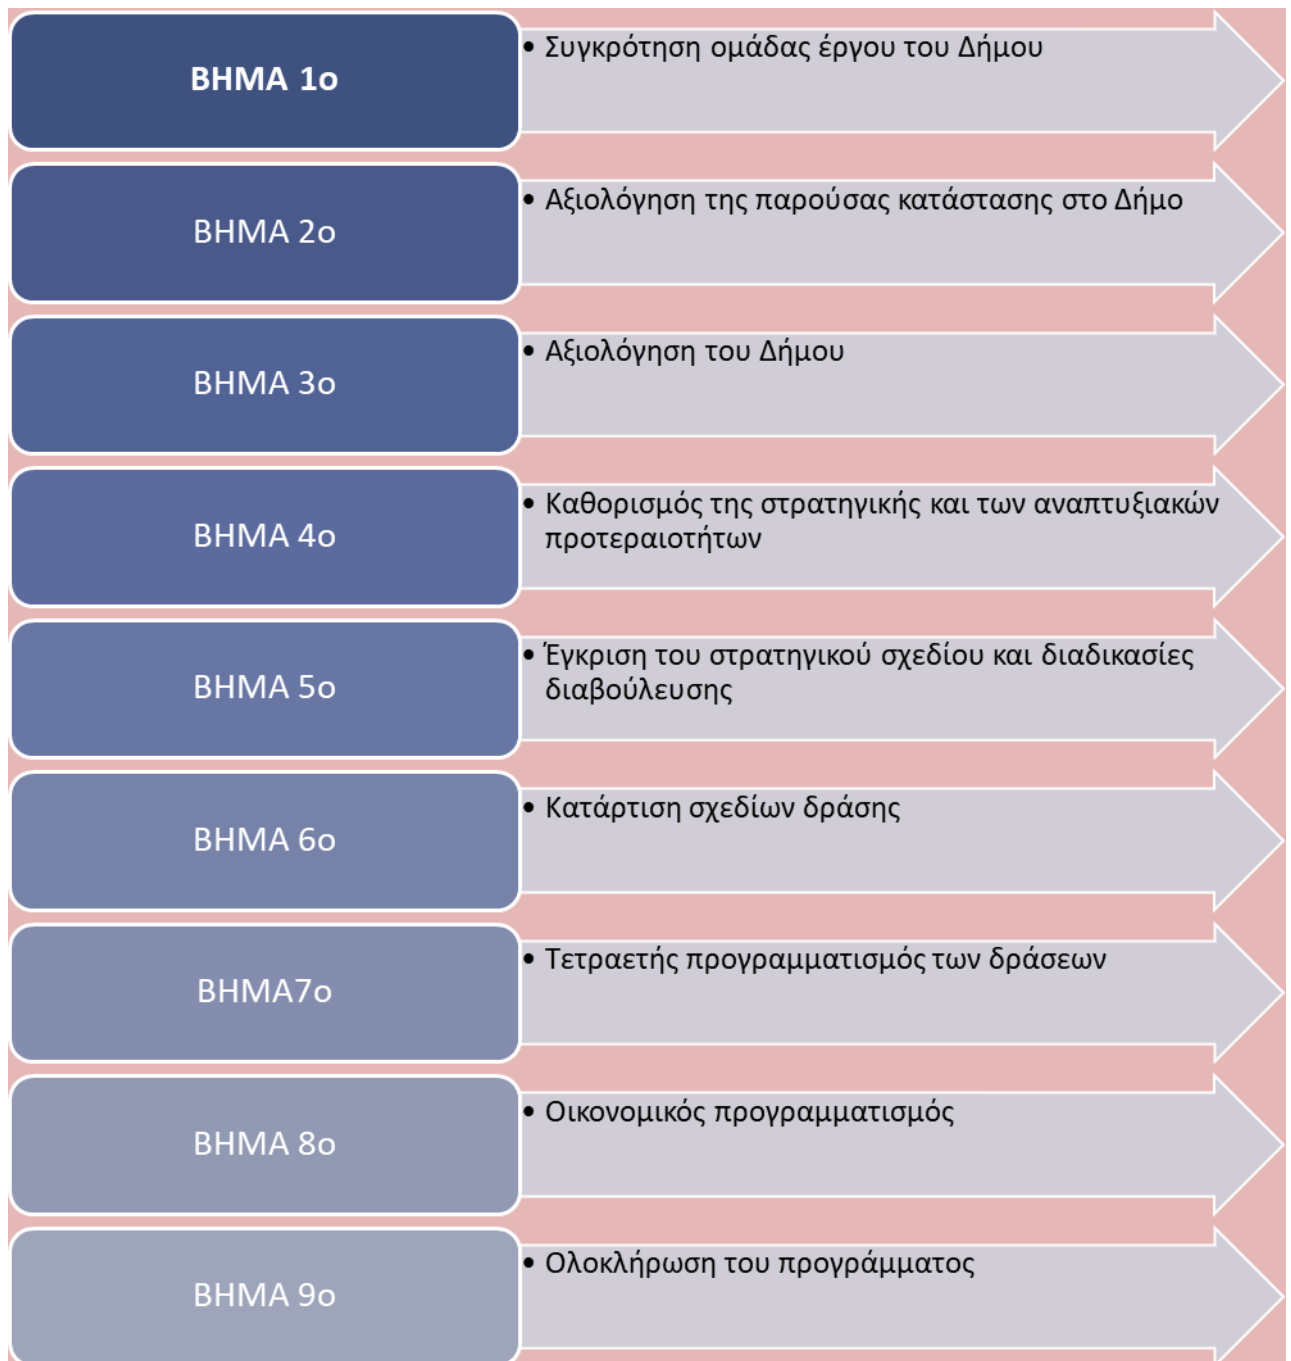 ΒΗΜΑ 1ο
• Συγκρότηση ομάδας έργου του Δήμου
ΒΗΜΑ 2ο
• Αξιολόγηση της παρούσας κατάστασης στο Δήμο
ΒΗΜΑ 3ο
• Αξιολόγηση του Δήμου
ΒΗΜΑ 4ο
• Καθορισμός της στρατηγικής και των αναπτυξιακών
προτεραιοτήτων
ΒΗΜΑ 5ο
• Έγκριση του στρατηγικού σχεδίου και διαδικασίες
διαβούλευσης
ΒΗΜΑ 6ο
• Κατάρτιση σχεδίων δράσης
ΒΗΜΑ7ο
• Τετραετής προγραμματισμός των δράσεων
ΒΗΜΑ 8ο
• Οικονομικός προγραμματισμός
ΒΗΜΑ 9ο
• Ολοκλήρωση του προγράμματος